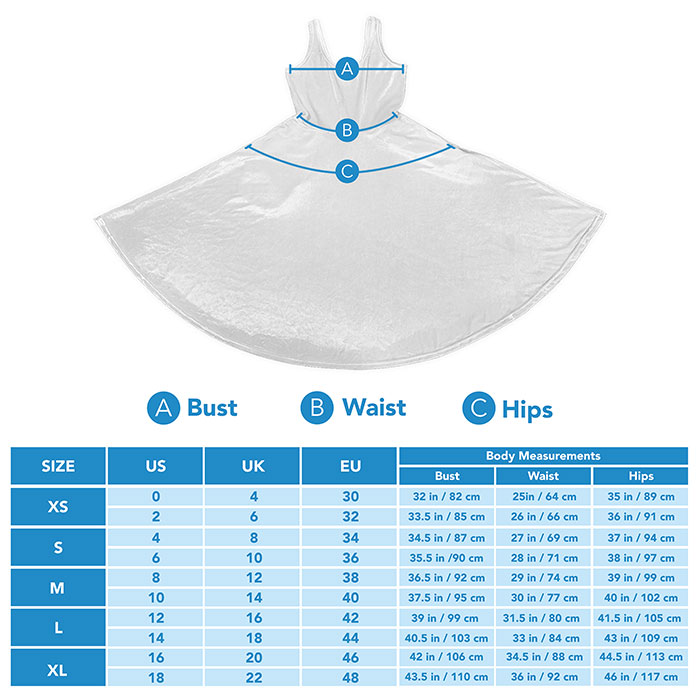 A
B
C
A Bust B Waist C Hips
SIZE US UK EU Body Measurements
Bust Waist Hips
XS 0 4 30 32 in / 82 cm 25in / 64 cm 35 in / 89 cm
2 6 32 33.5 in / 85 cm 26 in / 66 cm 36 in / 91 cm
S 4 8 34 34.5 in / 87 cm 27 in / 69 cm 37 in / 94 cm
6 10 36 35.5 in /90 cm 28 in / 71 cm 38 in / 97 cm
M 8 12 38 36.5 in / 92 cm 29 in / 74 cm 39 in / 99 cm
10 14 40 37.5 in / 95 cm 30 in / 77 cm 40 in / 102 cm
L 12 16 42 39 in / 99 cm 31.5 in / 80 cm 41.5 in / 105 cm
14 18 44 40.5 in / 103 cm 33 in / 84 cm 43 in / 109 cm
XL 16 20 46 42 in / 106 cm 34.5 in / 88 cm 44.5 in / 113 cm
18 22 48 43.5 in / 110 cm 36 in / 92 cm 46 in / 117 cm